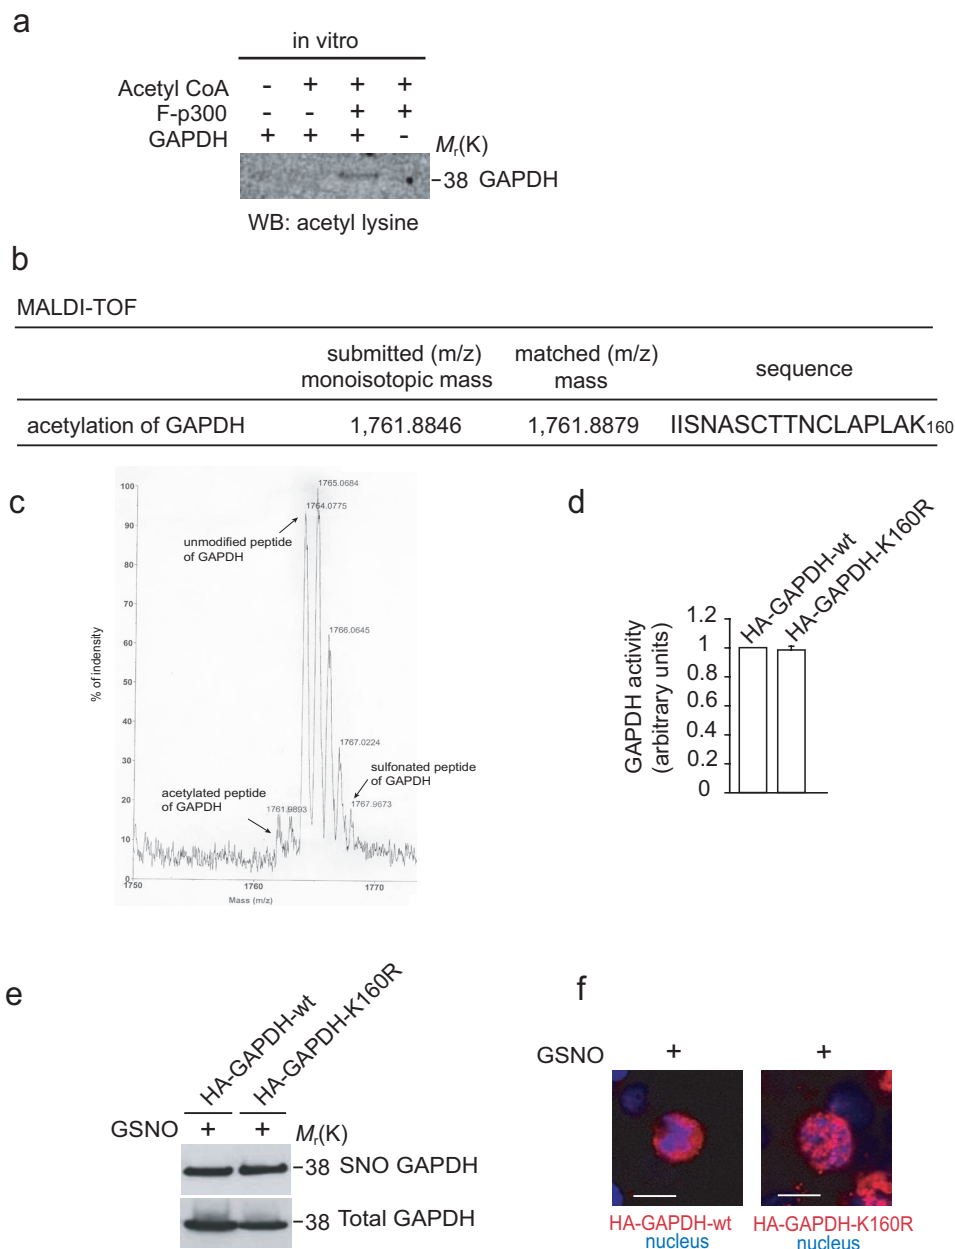 a
in vitro
Acetyl CoA - + + +
F-p300 - - + +
GAPDH + + + -
Mr(K)
-38 GAPDH
WB: acetyl lysine
b
MALDI-TOF
submitted (m/z) monoisotopic mass
matched (m/z) mass
sequence
acetylation of GAPDH 1,761.8846 1,761.8879 IISNASCTTNCLAPLAK160
c
100
90
80
70
60
50
40
30
20
10
0
% of indensity
1765.0684
1764.0775
unmodified peptide
of GAPDH
1766.0645
1767.0224
sulfonated peptide
of GAPDH
1767.9673
acetylated peptide
of GAPDH
1761.9893
1750 1760 1770
Mass (m/z)
d
HA-GAPDH-wt
HA-GAPDH-K160R
GAPDH activity
(arbitrary units)
1.2
1
0.8
0.6
0.4
0.2
0
e
HA-GAPDH-wt
HA-GAPDH-K160R
GSNO + +
Mr(K)
-38 SNO GAPDH
-38 Total GAPDH
f
GSNO + +
HA-GAPDH-wt
nucleus
HA-GAPDH-K160R
nucleus